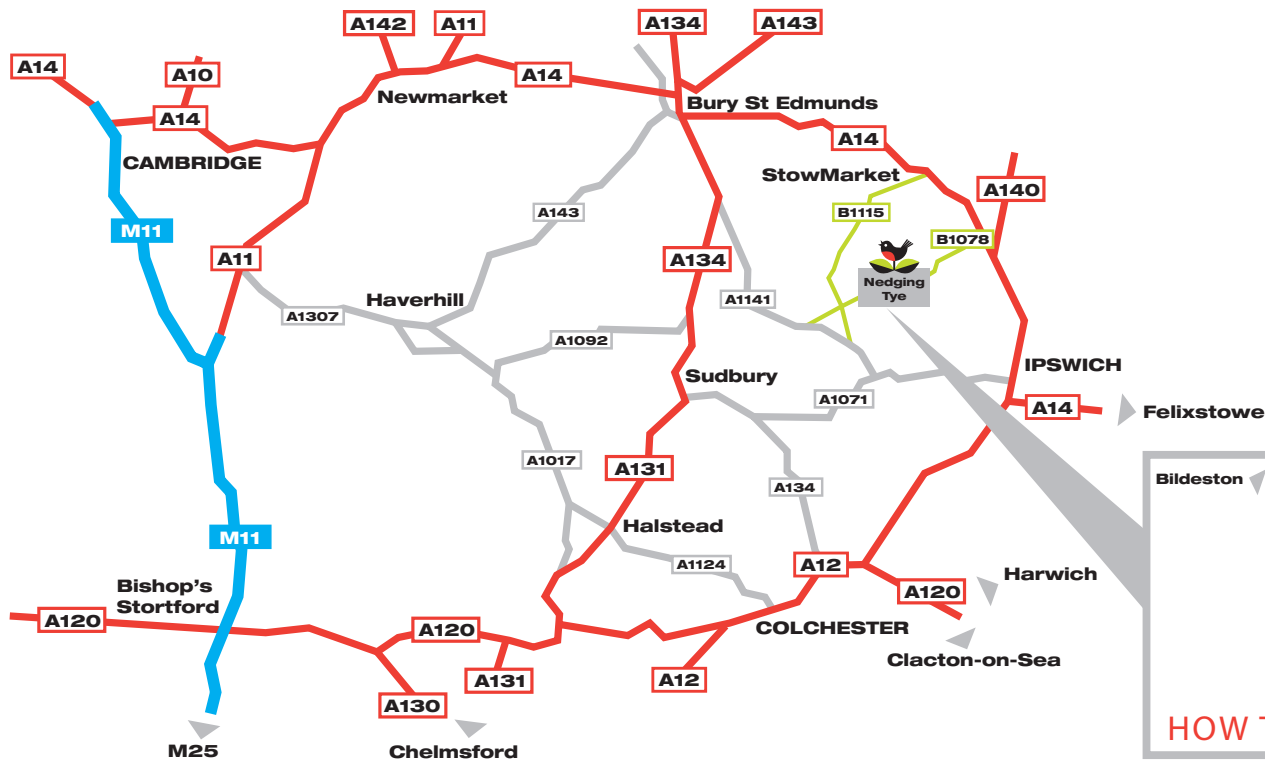 A14
A10
A142
A11
A134
A143
A14
Newmarket
A14
Bury St Edmunds
CAMBRIDGE
A14
StowMarket
A140
M11
A143
B1115
B1078
A11
A134
Nedging
Tye
A1307
Haverhill
A1141
A1092
IPSWICH
Sudbury
A1071
A14
Felixstowe
A1017
A131
A134
Bildeston
M11
Halstead
A1124
A12
Harwich
Bishop's
Stortford
A120
A120
A120
COLCHESTER
Clacton-on-Sea
A131
A12
A130
M25
Chelmsford
HOW T